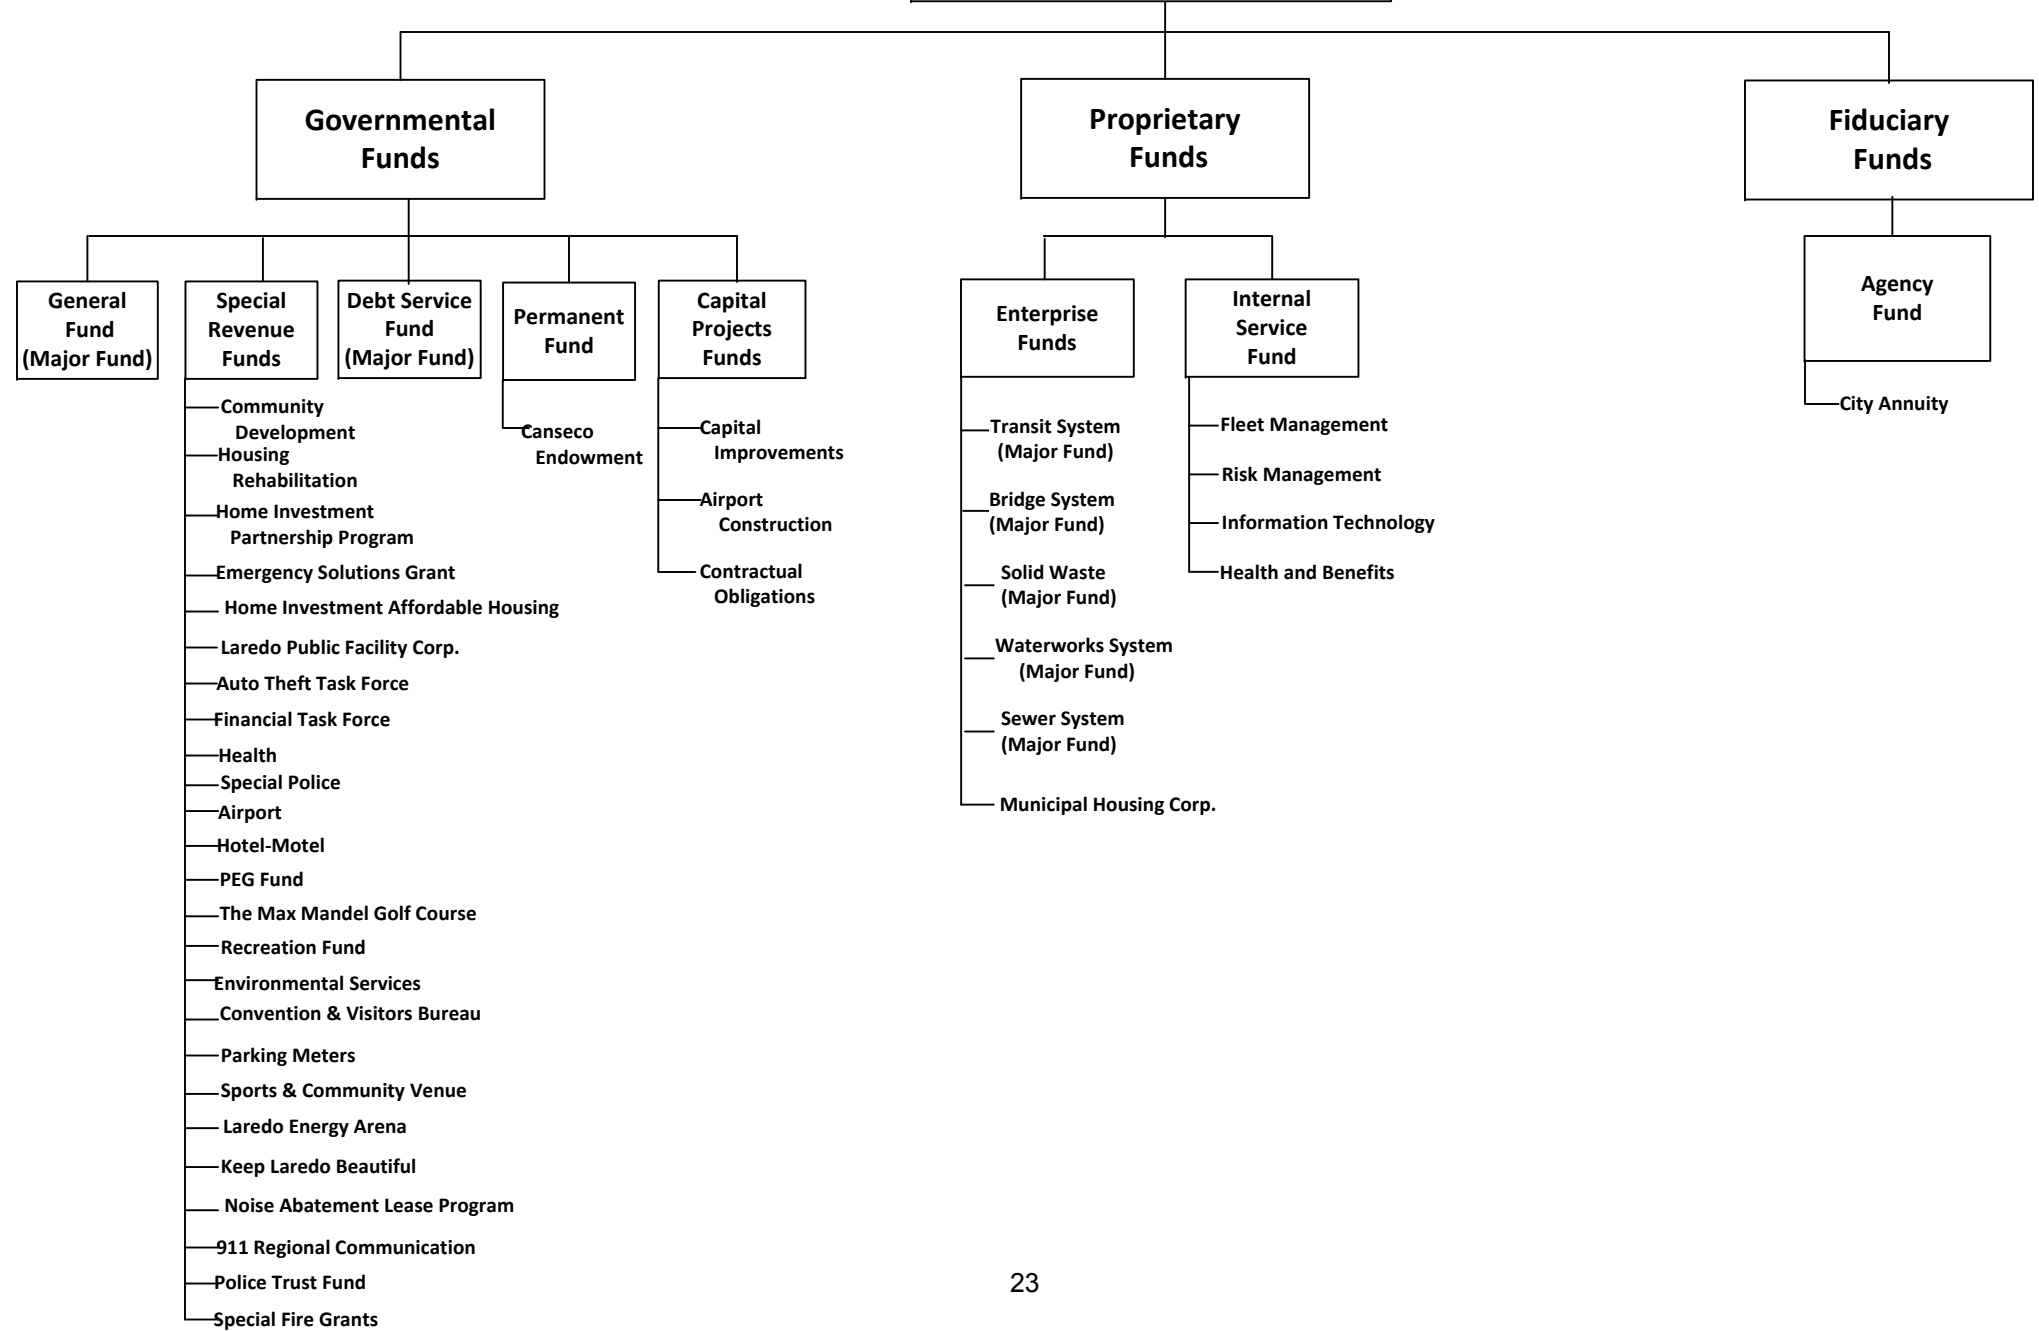 Governmental
Funds
Proprietary
Funds
Fiduciary
Funds
General
Fund
(Major Fund)
Special
Revenue
Funds
Debt Service
Fund
(Major Fund)
Permanent
Fund
Capital
Projects
Funds
Enterprise
Funds
Internal
Service
Fund
Agency
Fund
Community
Development
Housing
Rehabilitation
Home Investment
Partnership Program
Emergency Solutions Grant
Home Investment Affordable Housing
Laredo Public Facility Corp.
Auto Theft Task Force
Financial Task Force
Health
Special Police
Airport
Hotel-Motel
PEG Fund
The Max Mandel Golf Course
Recreation Fund
Environmental Services
Convention & Visitors Bureau
Parking Meters
Sports & Community Venue
Laredo Energy Arena
Keep Laredo Beautiful
Noise Abatement Lease Program
911 Regional Communication
Police Trust Fund
Special Fire Grants
Canseco
Endowment
Capital
Improvements
Airport
Construction
Contractual
Obligations
Transit System
(Major Fund)
Bridge System
(Major Fund)
Solid Waste
(Major Fund)
Waterworks System
(Major Fund)
Sewer System
(Major Fund)
Municipal Housing Corp.
Fleet Management
Risk Management
Information Technology
Health and Benefits
City Annuity
23